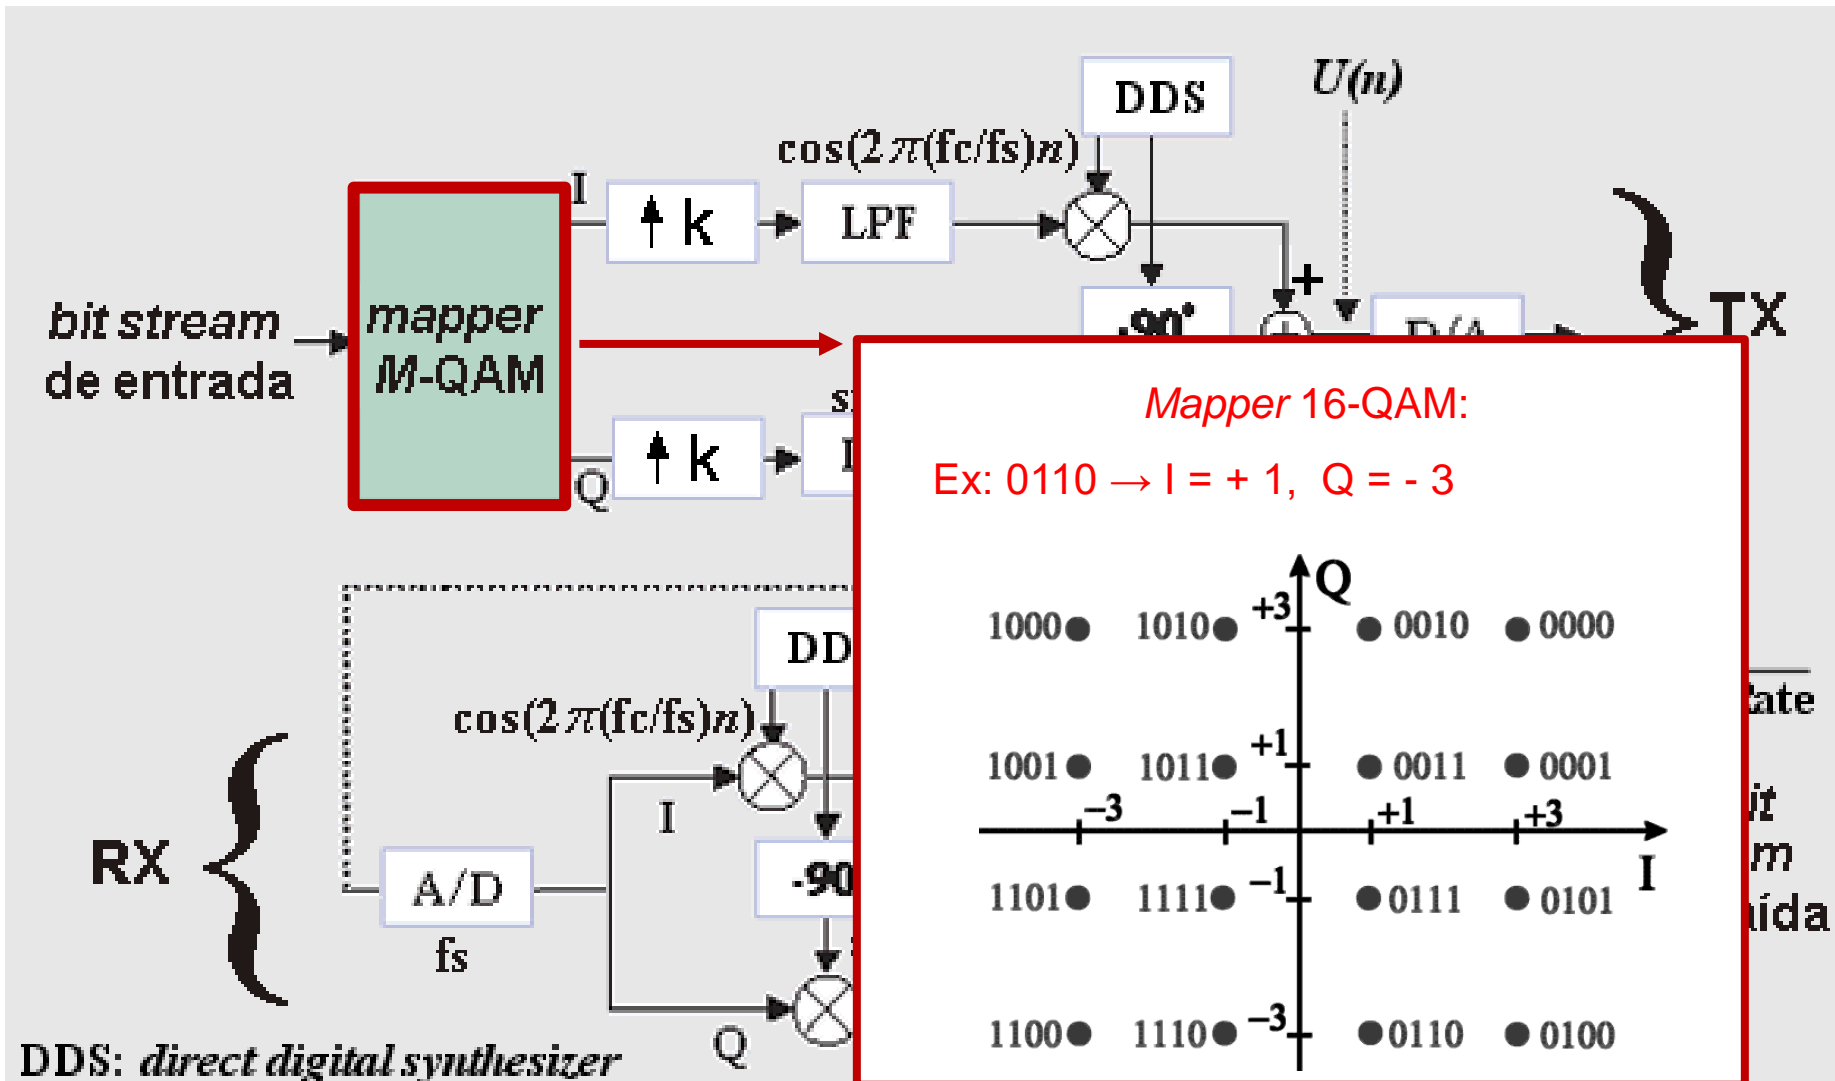 DDS
U(n)
cos(2π(fc/fs)n)
I
↑ k
LPF
+
-90°
D/A
TX
bit stream
de entrada
mapper
M-QAM
↑ k
Q
Mapper 16-QAM:
Ex: 0110 → I = + 1, Q = - 3
Q
1000 1010 +3 0010 0000
1001 1011 +1 0011 0001
−3 −1 +1 +3
I
1101 1111 −1 0111 0101
1100 1110 −3 0110 0100
cos(2π(fc/fs)n)
I
RX
A/D
fs
-90
Q
DDS: direct digital synthesizer